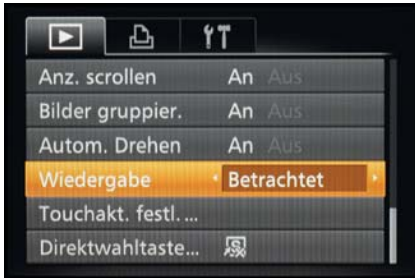 Anz. scrollen An Aus
Bilder gruppier. An Aus
Autom. Drehen An Aus
Wiedergabe Betrachtet
Touchakt. festl. ...
Direktwahltaste...